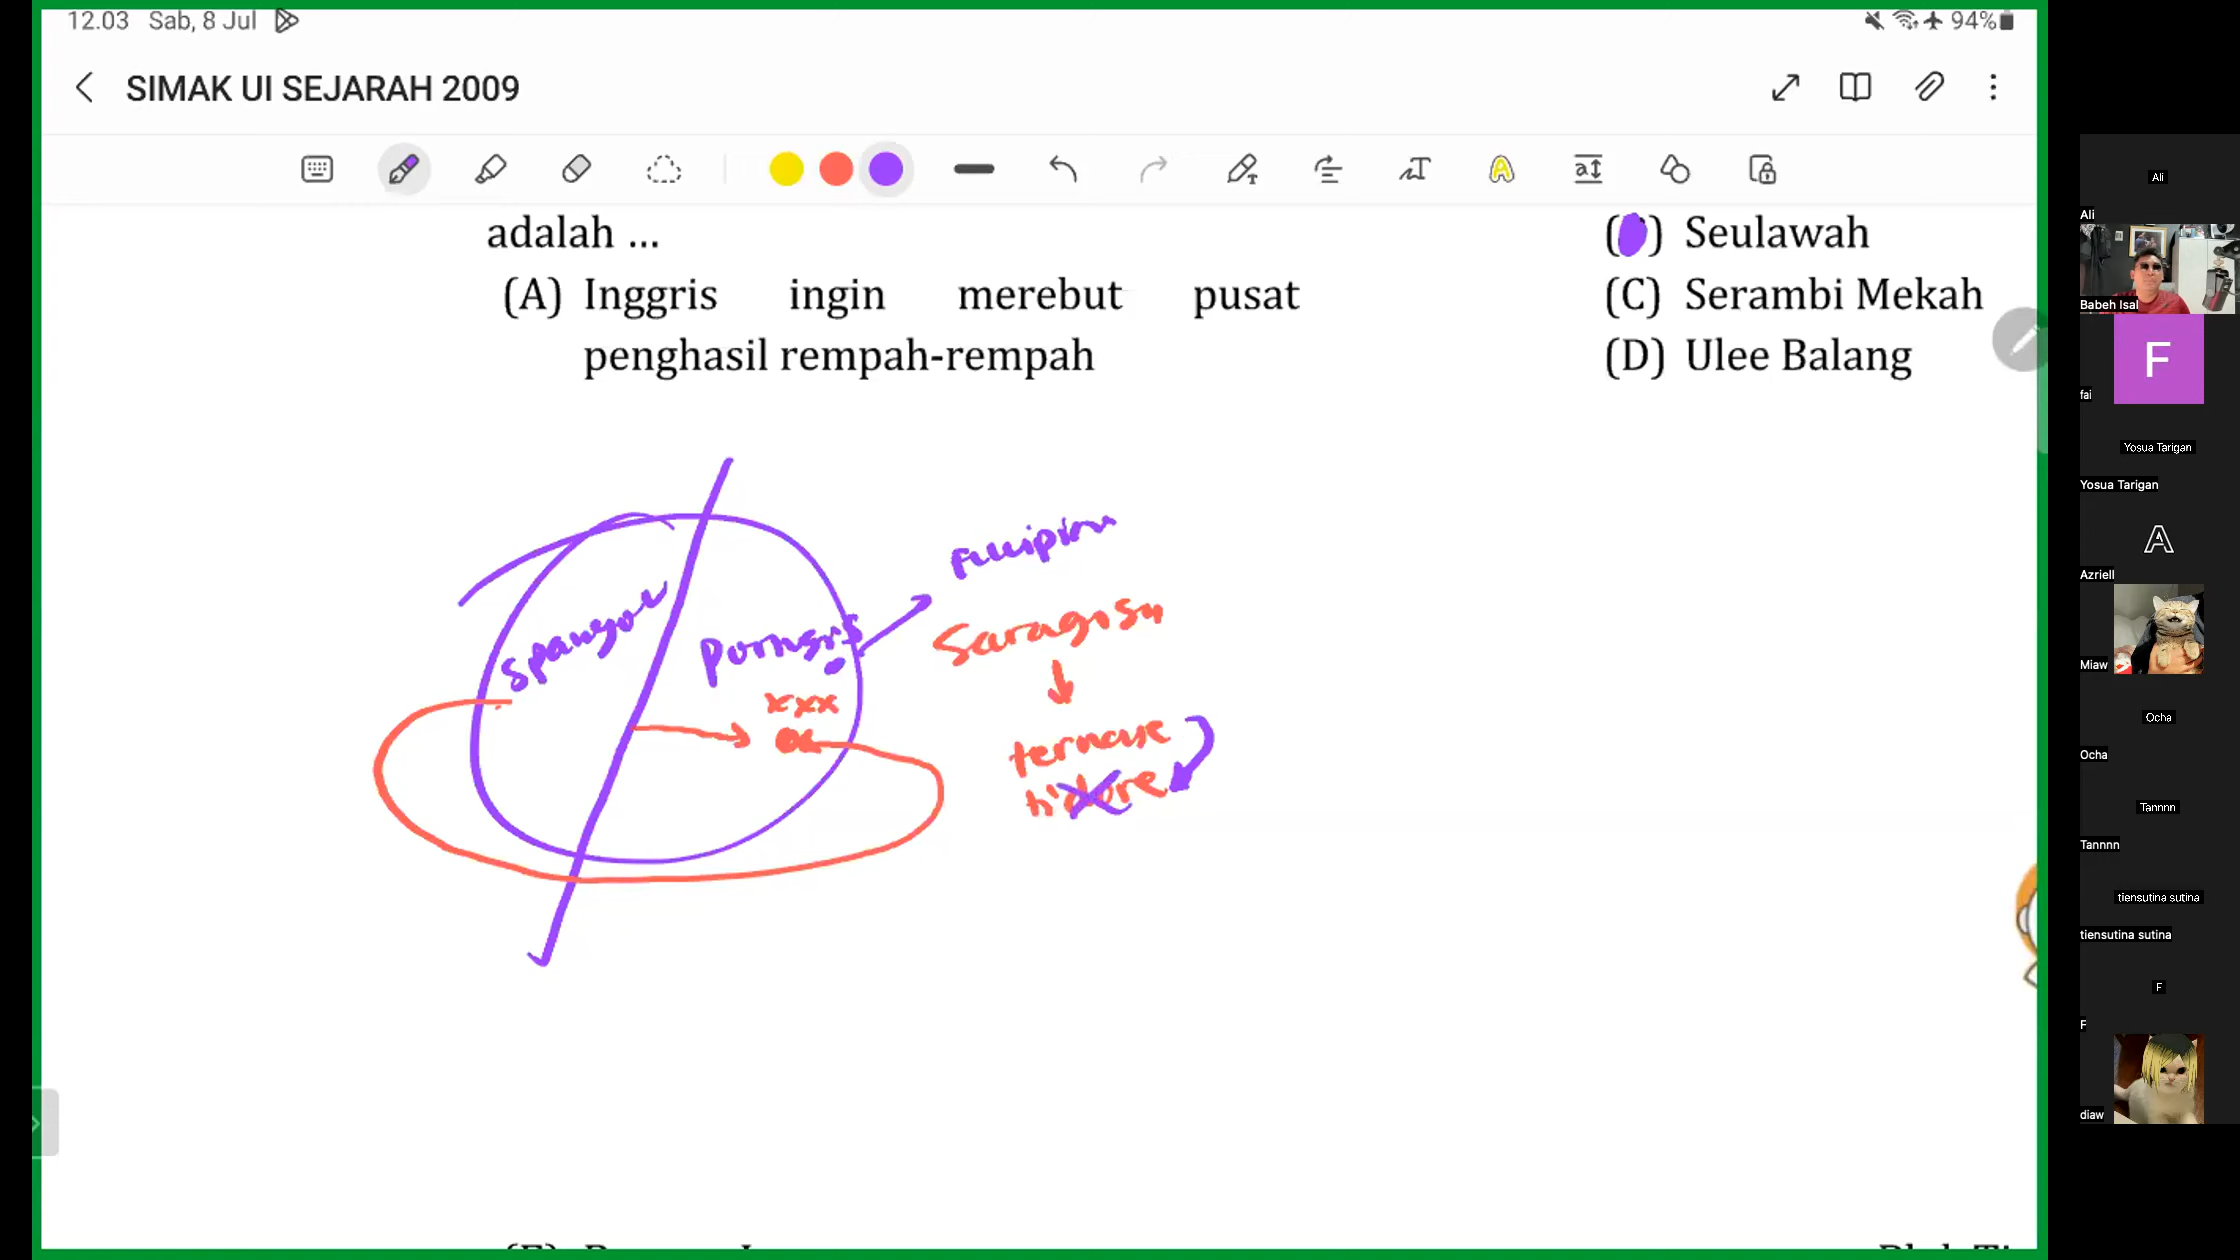 12.03 Sab, 8 Jul
94%
SIMAK UI SEJARAH 2009
adalah ...
(A) Inggris ingin merebut pusat
penghasil rempah-rempah
( ) Seulawah
(C) Serambi Mekah
(D) Ulee Balang
Spanyol
Portugis
Filipina
xxx
Saragosa
ternate
tidore
Ali
Ali
Babeh Isal
F
fai
Yosua Tarigan
Yosua Tarigan
A
Azriell
Miaw
Ocha
Ocha
Tannnn
Tannnn
tiensutina sutina
tiensutina sutina
F
F
diaw